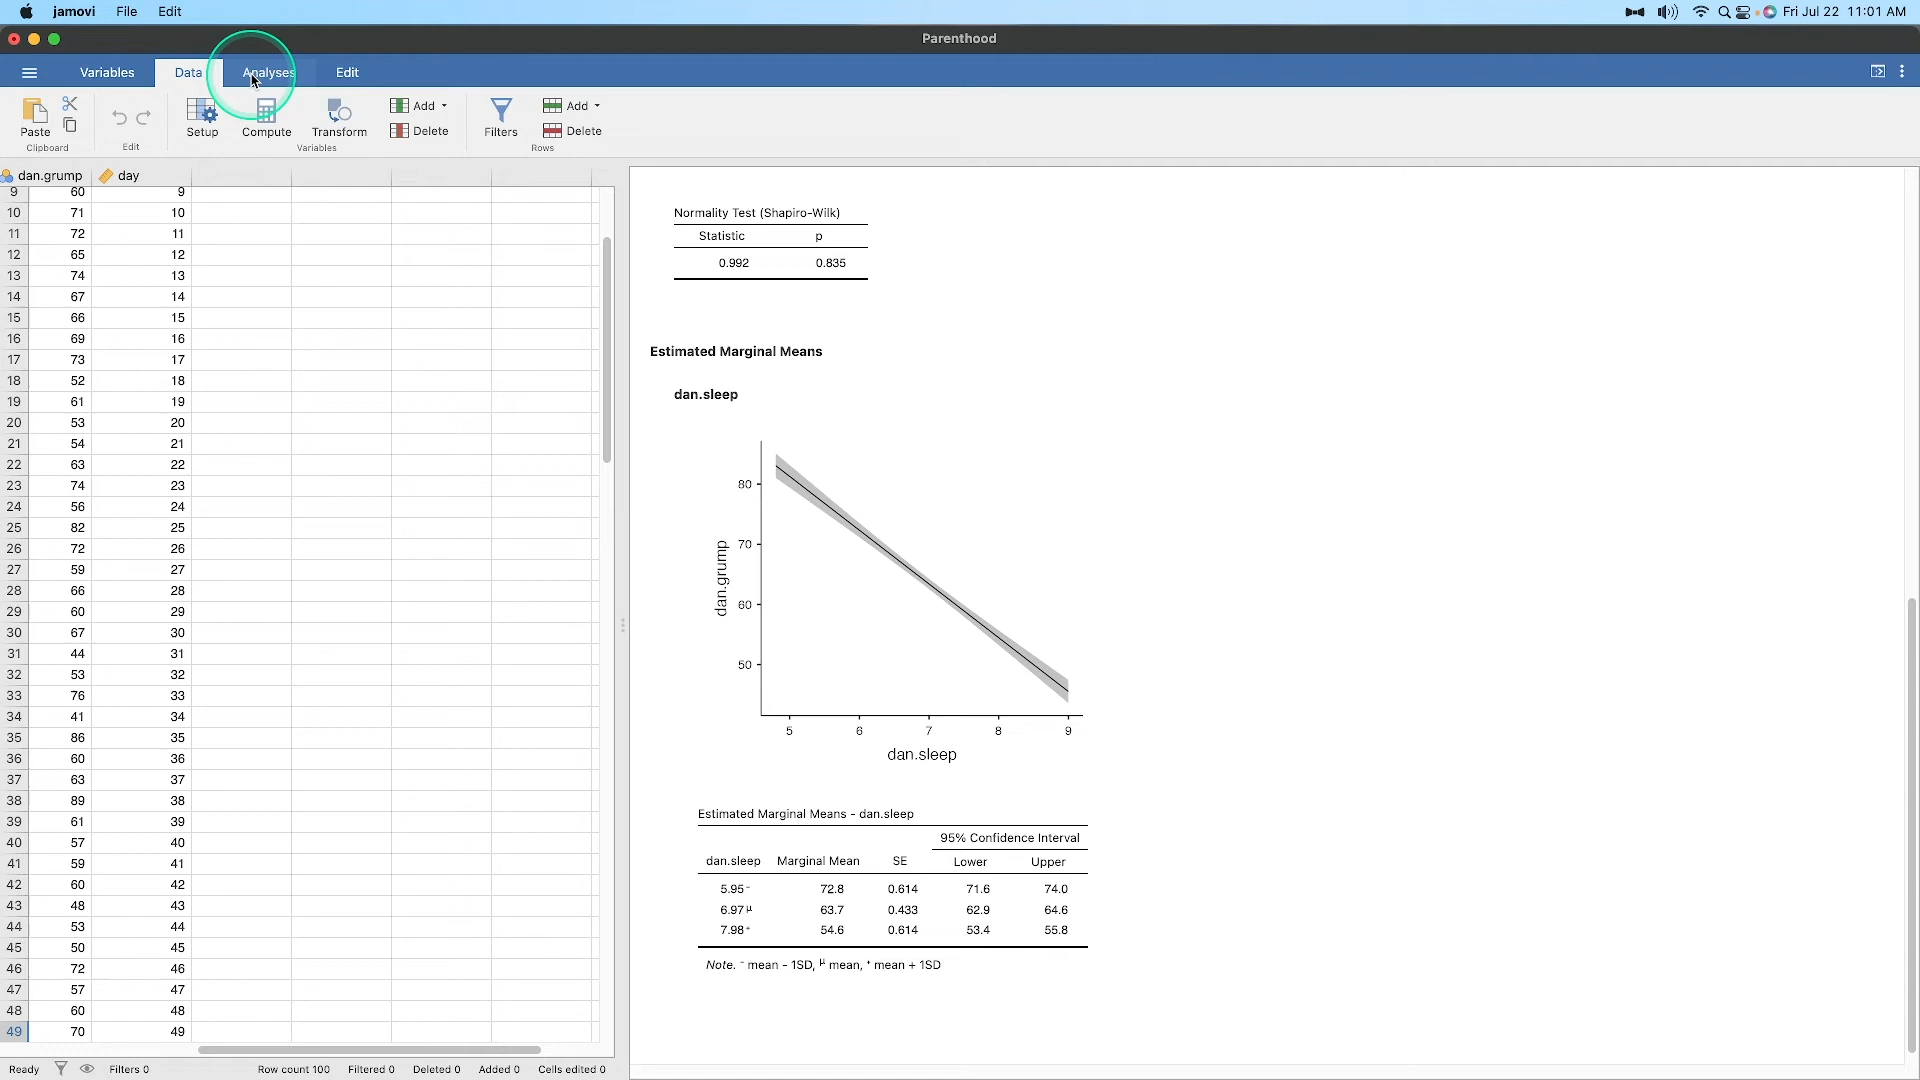 jamovi File Edit Fri Jul 22 11:01 AM
Parenthood
Variables Data Analyses Edit
Paste Setup Compute Transform Add Delete Filters Add Delete
Clipboard Edit Variables Rows
dan.grump day
9 60 9
10 71 10
11 72 11
12 65 12
13 74 13
14 67 14
15 66 15
16 69 16
17 73 17
18 52 18
19 61 19
20 53 20
21 54 21
22 63 22
23 74 23
24 56 24
25 82 25
26 72 26
27 59 27
28 66 28
29 60 29
30 67 30
31 44 31
32 53 32
33 76 33
34 41 34
35 86 35
36 60 36
37 63 37
38 89 38
39 61 39
40 57 40
41 59 41
42 60 42
43 48 43
44 53 44
45 50 45
46 72 46
47 57 47
48 60 48
49 70 49
Normality Test (Shapiro-Wilk)
Statistic p
0.992 0.835
Estimated Marginal Means
dan.sleep
80
70
60
50
dan.grump
5 6 7 8 9
dan.sleep
Estimated Marginal Means - dan.sleep
95% Confidence Interval
dan.sleep Marginal Mean SE Lower Upper
5.95⁻ 72.8 0.614 71.6 74.0
6.97μ 63.7 0.433 62.9 64.6
7.98⁺ 54.6 0.614 53.4 55.8
Note. ⁻ mean - 1SD, μ mean, ⁺ mean + 1SD
Ready Filters 0 Row count 100 Filtered 0 Deleted 0 Added 0 Cells edited 0